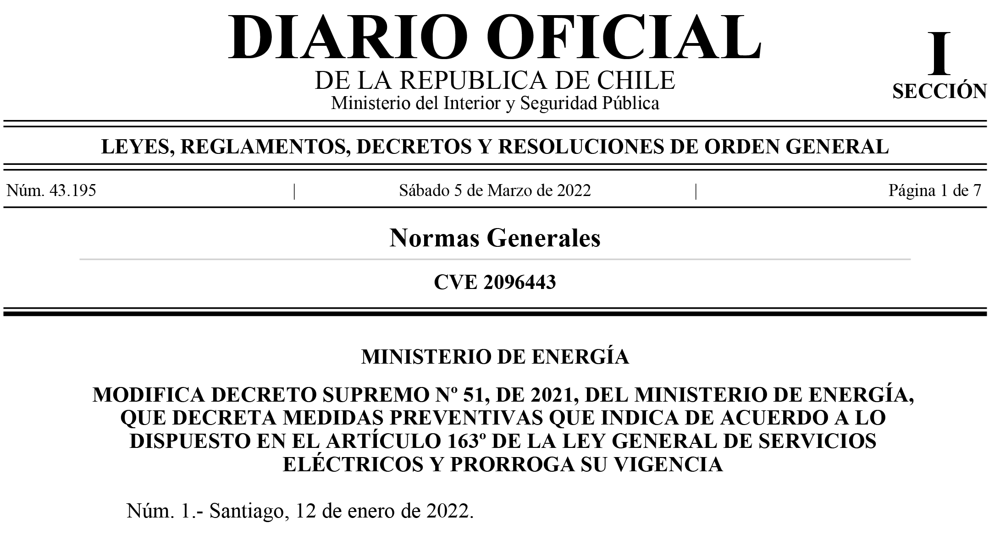 DIARIO OFICIAL
DE LA REPUBLICA DE CHILE
Ministerio del Interior y Seguridad Pública
I
SECCIÓN
LEYES, REGLAMENTOS, DECRETOS Y RESOLUCIONES DE ORDEN GENERAL
Núm. 43.195 | Sábado 5 de Marzo de 2022 | Página 1 de 7
Normas Generales
CVE 2096443
MINISTERIO DE ENERGÍA
MODIFICA DECRETO SUPREMO Nº 51, DE 2021, DEL MINISTERIO DE ENERGÍA,
QUE DECRETA MEDIDAS PREVENTIVAS QUE INDICA DE ACUERDO A LO
DISPUESTO EN EL ARTÍCULO 163º DE LA LEY GENERAL DE SERVICIOS
ELÉCTRICOS Y PRORROGA SU VIGENCIA
Núm. 1.- Santiago, 12 de enero de 2022.